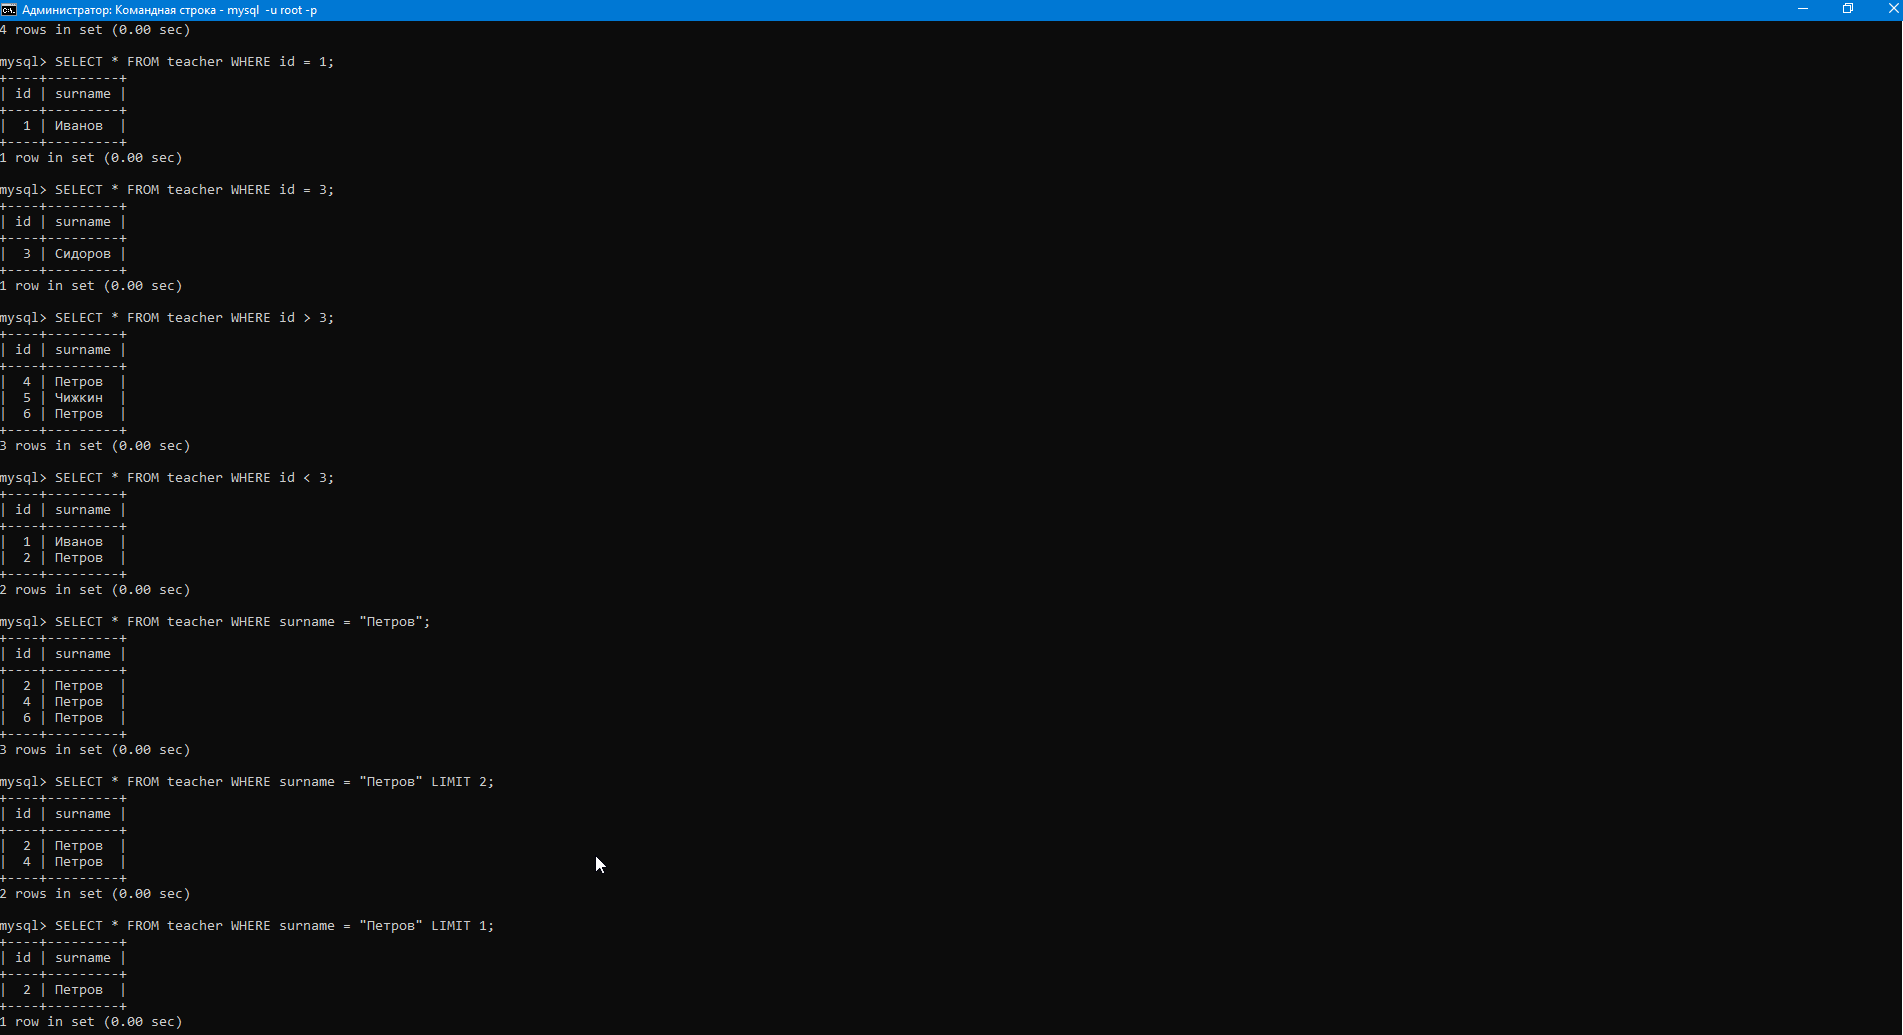 Администратор: Командная строка - mysql  -u root -p
4 rows in set (0.00 sec)
mysql> SELECT * FROM teacher WHERE id = 1;
+----+---------+
| id | surname |
+----+---------+
|  1 | Иванов  |
+----+---------+
1 row in set (0.00 sec)
mysql> SELECT * FROM teacher WHERE id = 3;
+----+---------+
| id | surname |
+----+---------+
|  3 | Сидоров |
+----+---------+
1 row in set (0.00 sec)
mysql> SELECT * FROM teacher WHERE id > 3;
+----+---------+
| id | surname |
+----+---------+
|  4 | Петров  |
|  5 | Чижкин  |
|  6 | Петров  |
+----+---------+
3 rows in set (0.00 sec)
mysql> SELECT * FROM teacher WHERE id < 3;
+----+---------+
| id | surname |
+----+---------+
|  1 | Иванов  |
|  2 | Петров  |
+----+---------+
2 rows in set (0.00 sec)
mysql> SELECT * FROM teacher WHERE surname = "Петров";
+----+---------+
| id | surname |
+----+---------+
|  2 | Петров  |
|  4 | Петров  |
|  6 | Петров  |
+----+---------+
3 rows in set (0.00 sec)
mysql> SELECT * FROM teacher WHERE surname = "Петров" LIMIT 2;
+----+---------+
| id | surname |
+----+---------+
|  2 | Петров  |
|  4 | Петров  |
+----+---------+
2 rows in set (0.00 sec)
mysql> SELECT * FROM teacher WHERE surname = "Петров" LIMIT 1;
+----+---------+
| id | surname |
+----+---------+
|  2 | Петров  |
+----+---------+
1 row in set (0.00 sec)